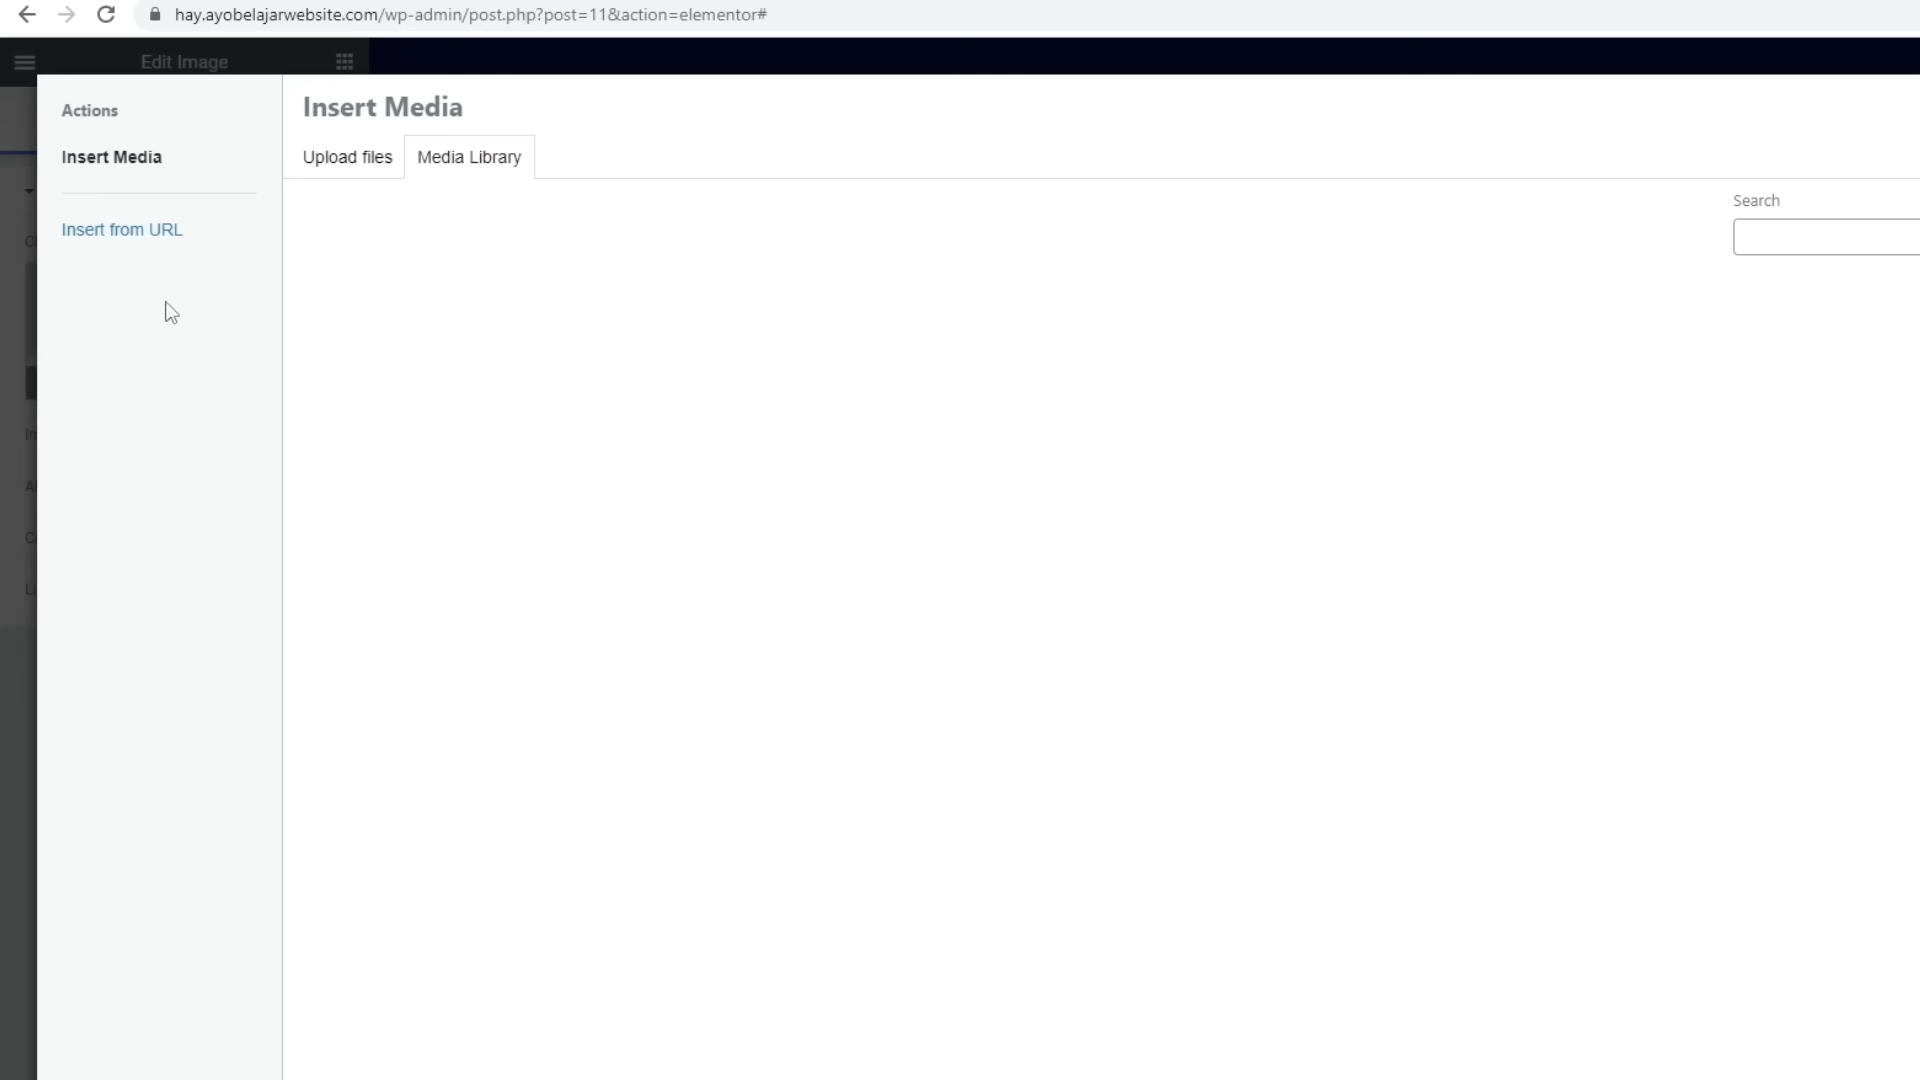 hay.ayobelajarwebsite.com/wp-admin/post.php?post=11&action=elementor#
Edit Image
Actions
Insert Media
Insert from URL
Insert Media
Upload files
Media Library
Search